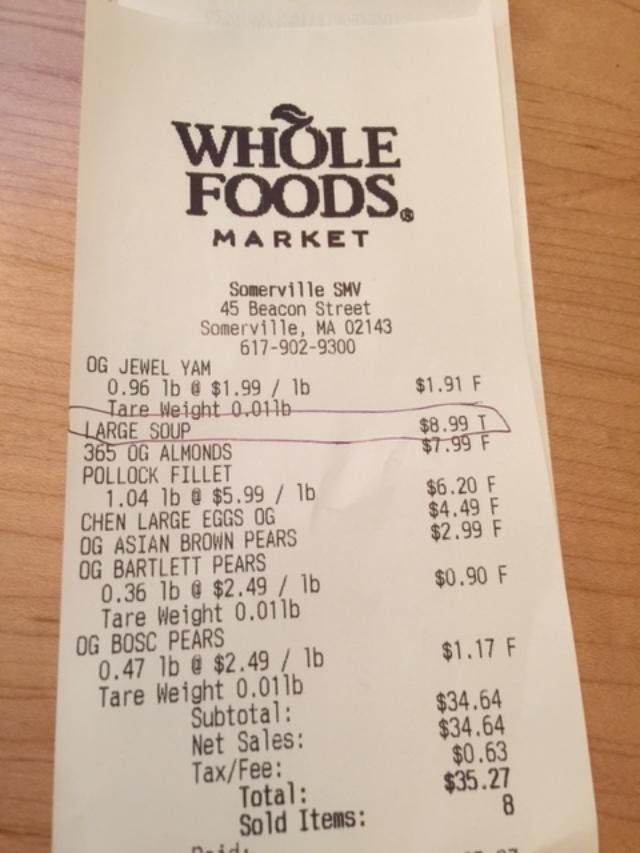 WHOLE
FOODS®
MARKET
Somerville SMV
45 Beacon Street
Somerville, MA 02143
617-902-9300
OG JEWEL YAM
0.96 lb @ $1.99 / lb $1.91 F
Tare Weight 0.01lb
LARGE SOUP $8.99 T
365 OG ALMONDS $7.99 F
POLLOCK FILLET
1.04 lb @ $5.99 / lb $6.20 F
CHEN LARGE EGGS OG $4.49 F
OG ASIAN BROWN PEARS $2.99 F
OG BARTLETT PEARS
0.36 lb @ $2.49 / lb $0.90 F
Tare Weight 0.01lb
OG BOSC PEARS
0.47 lb @ $2.49 / lb $1.17 F
Tare Weight 0.01lb
Subtotal: $34.64
Net Sales: $34.64
Tax/Fee: $0.63
Total: $35.27
Sold Items: 8